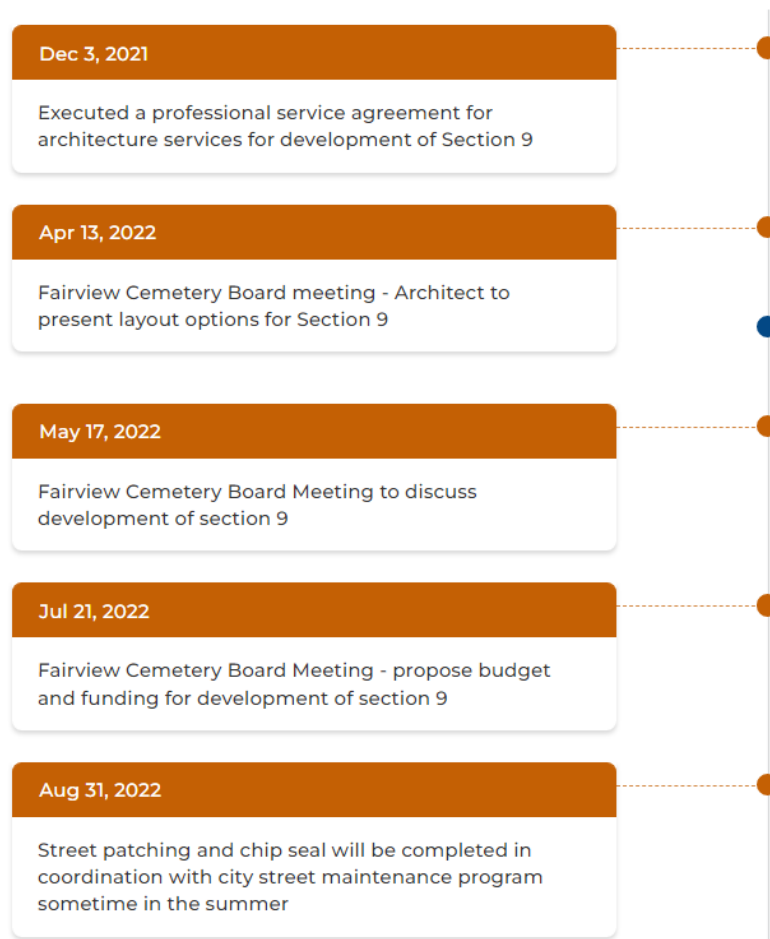 Dec 3, 2021
Executed a professional service agreement for
architecture services for development of Section 9
Apr 13, 2022
Fairview Cemetery Board meeting - Architect to
present layout options for Section 9
May 17, 2022
Fairview Cemetery Board Meeting to discuss
development of section 9
Jul 21, 2022
Fairview Cemetery Board Meeting - propose budget
and funding for development of section 9
Aug 31, 2022
Street patching and chip seal will be completed in
coordination with city street maintenance program
sometime in the summer